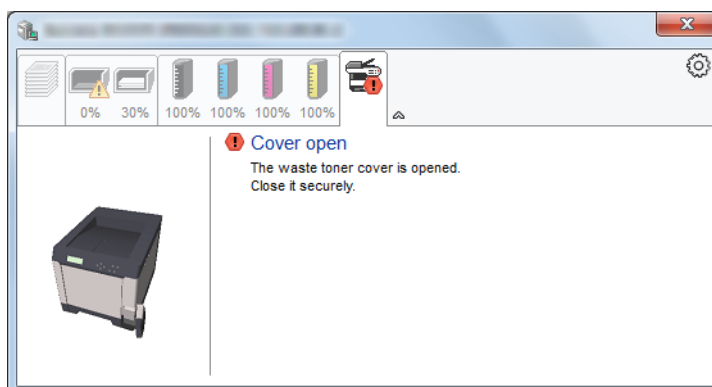 0% 30% 100% 100% 100% 100%
Cover open
The waste toner cover is opened.
Close it securely.